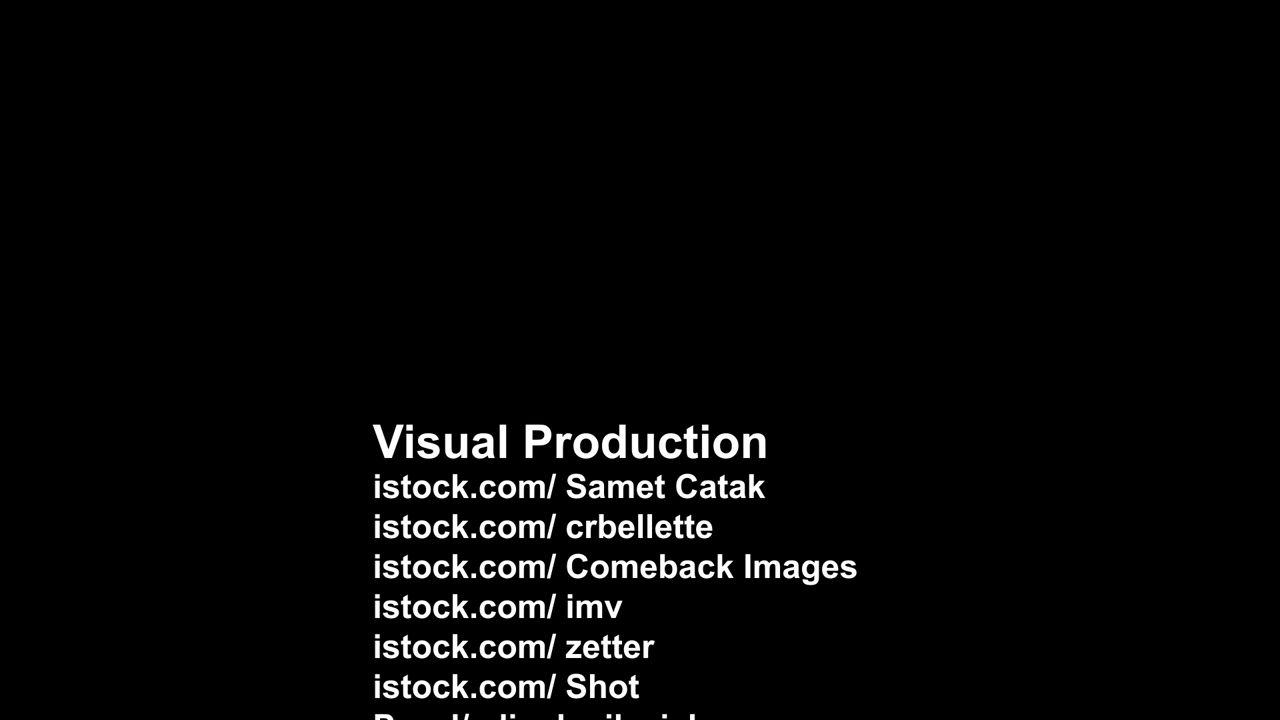 Visual Production
istock.com/ Samet Catak
istock.com/ crbellette
istock.com/ Comeback Images
istock.com/ imv
istock.com/ zetter
istock.com/ Shot